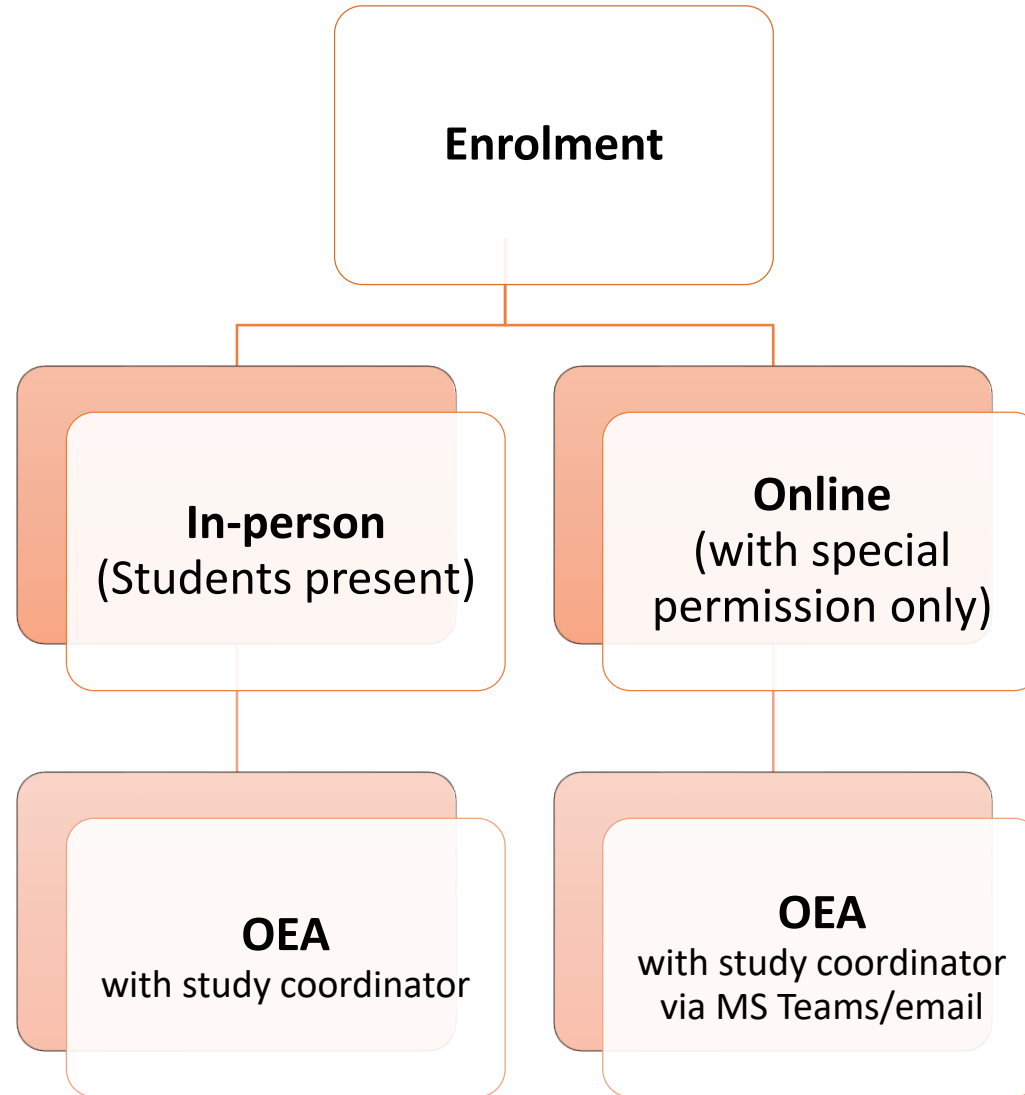 Enrolment
In-person
(Students present)
Online
(with special
permission only)
OEA
with study coordinator
OEA
with study coordinator
via MS Teams/email